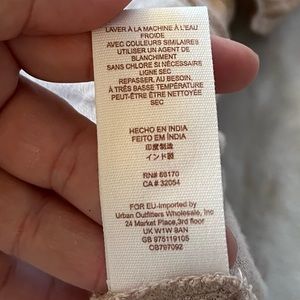 LAVER À LA MACHINE À L'EAU
FROIDE
AVEC COULEURS SIMILAIRES
UTILISER UN AGENT DE
BLANCHIMENT
SANS CHLORE SI NÉCESSAIRE
LIGNE SEC
REPASSER, AU BESOIN,
À TRÈS BASSE TEMPÉRATURE
PEUT-ÊTRE ÊTRE NETTOYÉE
SEC
HECHO EN INDIA
FEITO EM ÍNDIA
印度制造
インド製
RN# 66170
CA# 32054
FOR EU-Imported by
Urban Outfitters Wholesale, Inc
24 Market Place,3rd floor
UK W1W 8AN
GB 975119105
OB797092